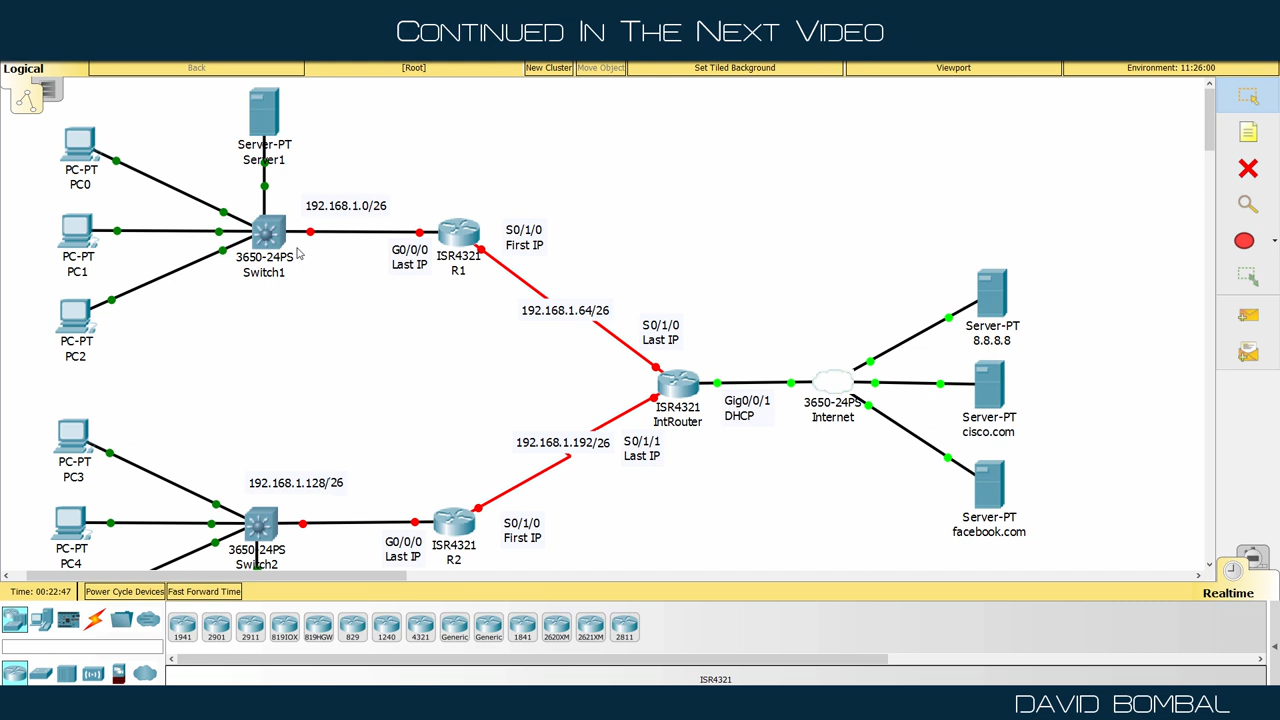 CONTINUED IN THE NEXT VIDEO
Logical
Back
[Root]
New Cluster
Move Object
Set Tiled Background
Viewport
Environment: 11:26:00
Server-PT
Server1
PC-PT
PC0
192.168.1.0/26
PC-PT
PC1
3650-24PS
Switch1
G0/0/0
Last IP
ISR4321
R1
S0/1/0
First IP
PC-PT
PC2
192.168.1.64/26
S0/1/0
Last IP
Server-PT
8.8.8.8
ISR4321
IntRouter
Gig0/0/1
DHCP
3650-24PS
Internet
Server-PT
cisco.com
192.168.1.192/26
S0/1/1
Last IP
PC-PT
PC3
192.168.1.128/26
PC-PT
PC4
3650-24PS
Switch2
G0/0/0
Last IP
ISR4321
R2
S0/1/0
First IP
Server-PT
facebook.com
Time: 00:22:47
Power Cycle Devices
Fast Forward Time
Realtime
1941
2901
2911
819IOX
819HGW
829
1240
4321
Generic
Generic
1841
2620XM
2621XM
2811
ISR4321
DAVID BOMBAL